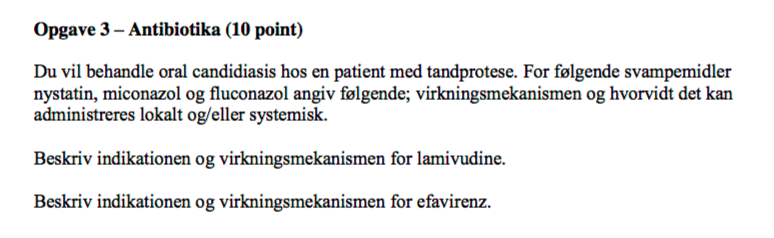 Opgave 3 – Antibiotika (10 point)
Du vil behandle oral candidiasis hos en patient med tandprotese. For følgende svampemidler
nystatin, miconazol og fluconazol angiv følgende; virkningsmekanismen og hvorvidt det kan
administreres lokalt og/eller systemisk.
Beskriv indikationen og virkningsmekanismen for lamivudine.
Beskriv indikationen og virkningsmekanismen for efavirenz.